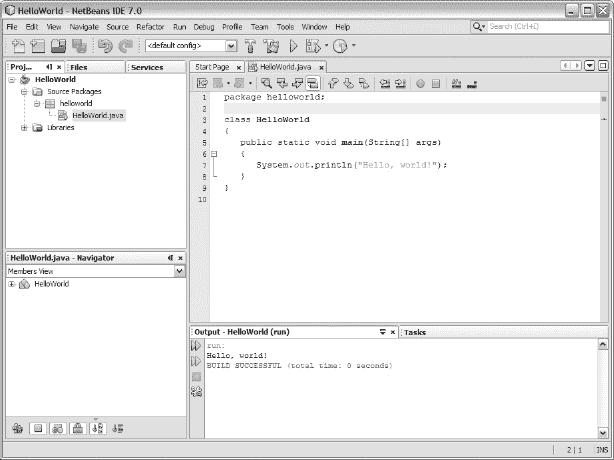 HelloWorld - NetBeans IDE 7.0
File Edit View Navigate Source Refactor Run Debug Profile Team Tools Window Help
Search (Ctrl+I)
<default config>
Proj... Files Services
HelloWorld
Source Packages
helloworld
HelloWorld.java
Libraries
HelloWorld.java - Navigator
Members View
HelloWorld
Start Page HelloWorld.java
1 package helloworld;
2
3 class HelloWorld
4 {
5 public static void main(String[] args)
6 {
7 System.out.println("Hello, world!");
8 }
9 }
10
Output - HelloWorld (run) Tasks
run:
Hello, world!
BUILD SUCCESSFUL (total time: 0 seconds)
2|1 INS